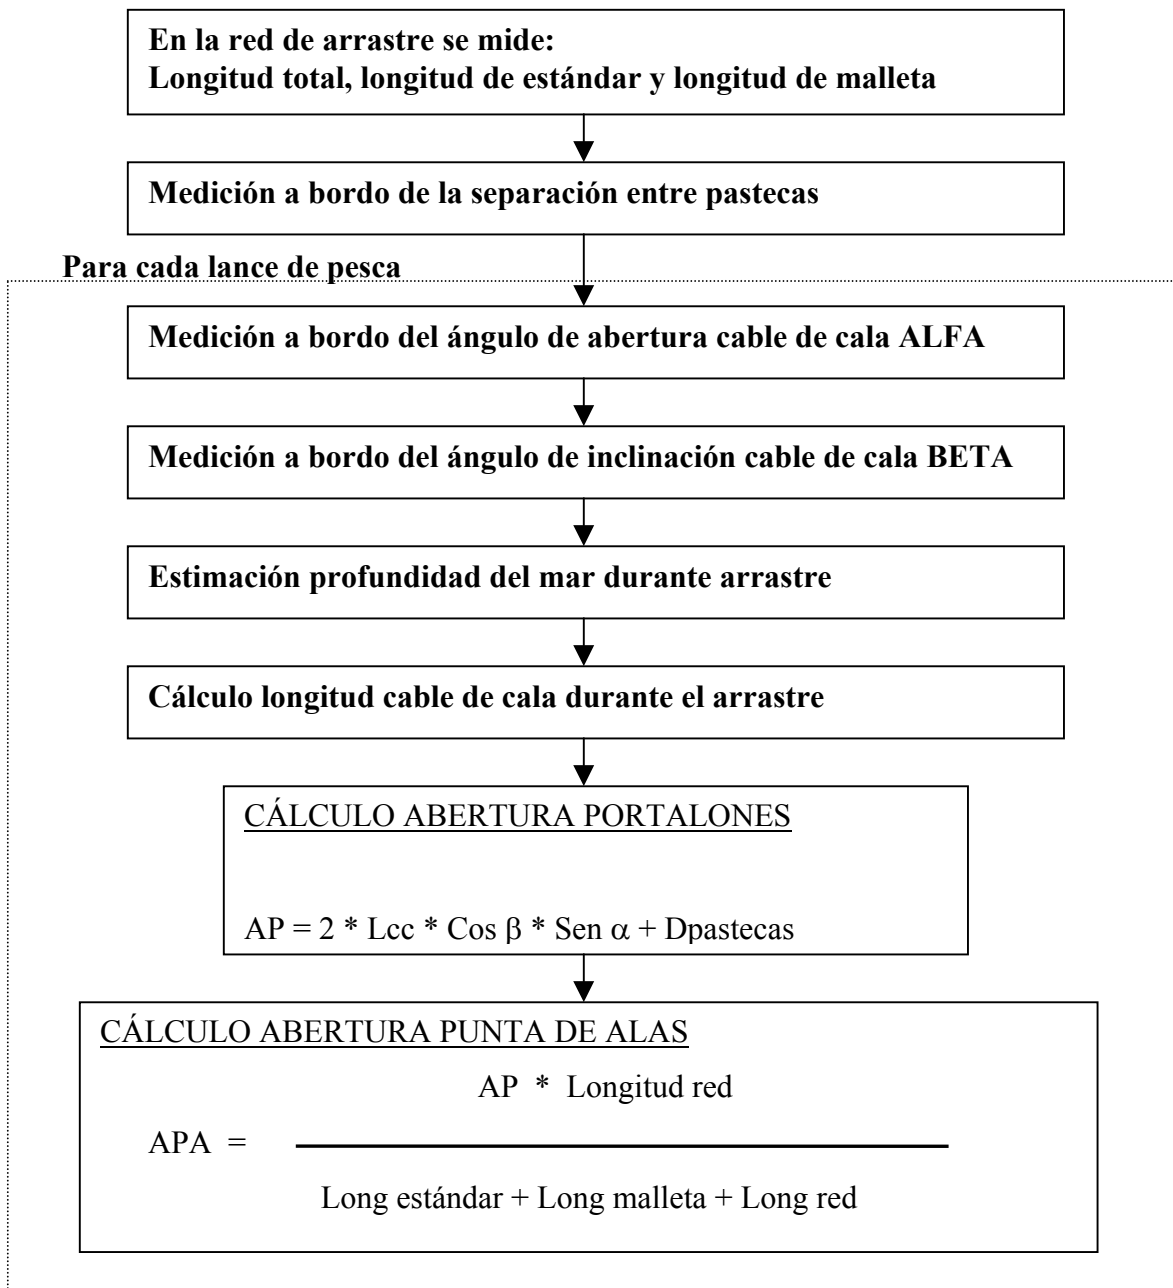 En la red de arrastre se mide:
Longitud total, longitud de estándar y longitud de malleta
Medición a bordo de la separación entre pastecas
Para cada lance de pesca
Medición a bordo del ángulo de abertura cable de cala ALFA
Medición a bordo del ángulo de inclinación cable de cala BETA
Estimación profundidad del mar durante arrastre
Cálculo longitud cable de cala durante el arrastre
CÁLCULO ABERTURA PORTALONES
AP = 2 * Lcc * Cos β * Sen α + Dpastecas
CÁLCULO ABERTURA PUNTA DE ALAS
AP * Longitud red
APA =
Long estándar + Long malleta + Long red